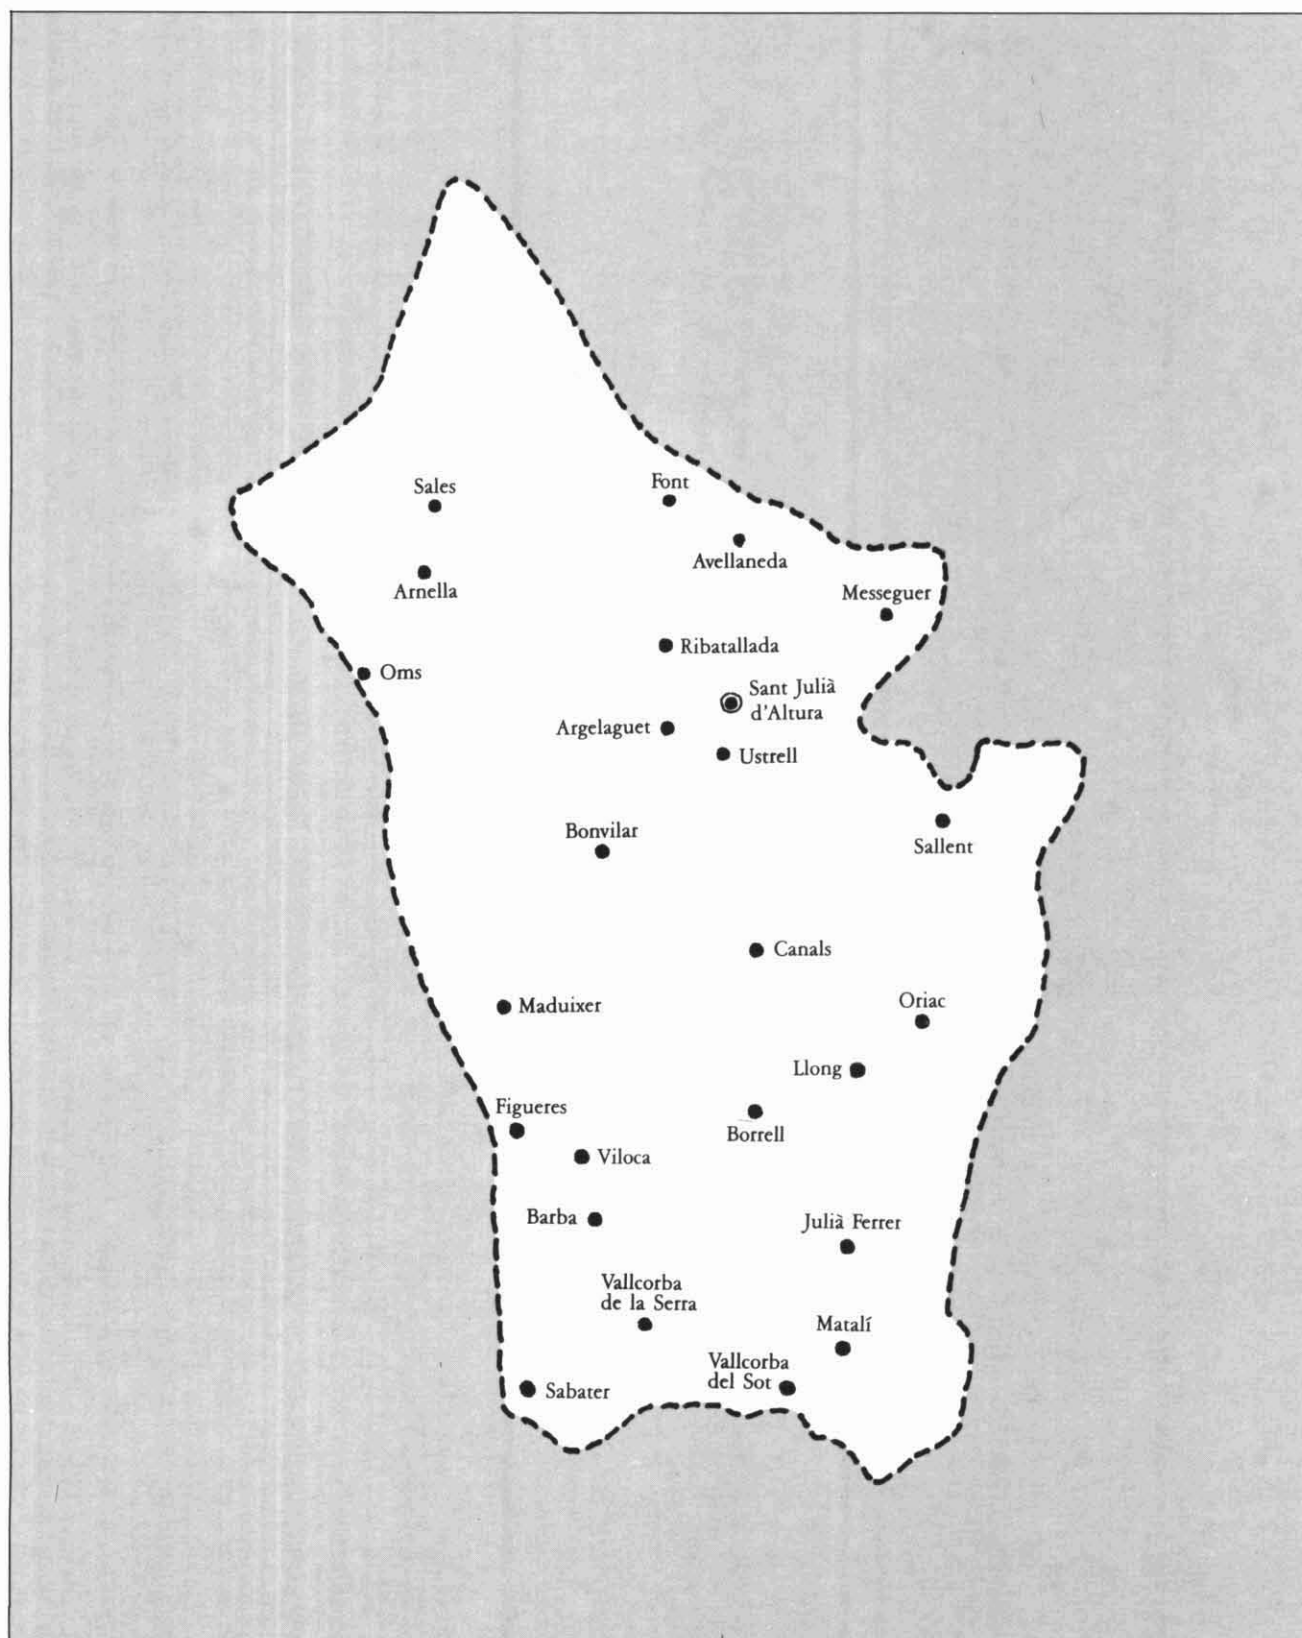 Sales
Font
Avellaneda
Arnella
Messeguer
Ribatallada
Oms
Sant Julià
d'Altura
Argelaguet
Ustrell
Bonvilar
Sallent
Canals
Maduixer
Oriac
Llong
Figueres
Borrell
Viloca
Barba
Julià Ferrer
Vallcorba
de la Serra
Matalí
Vallcorba
del Sot
Sabater